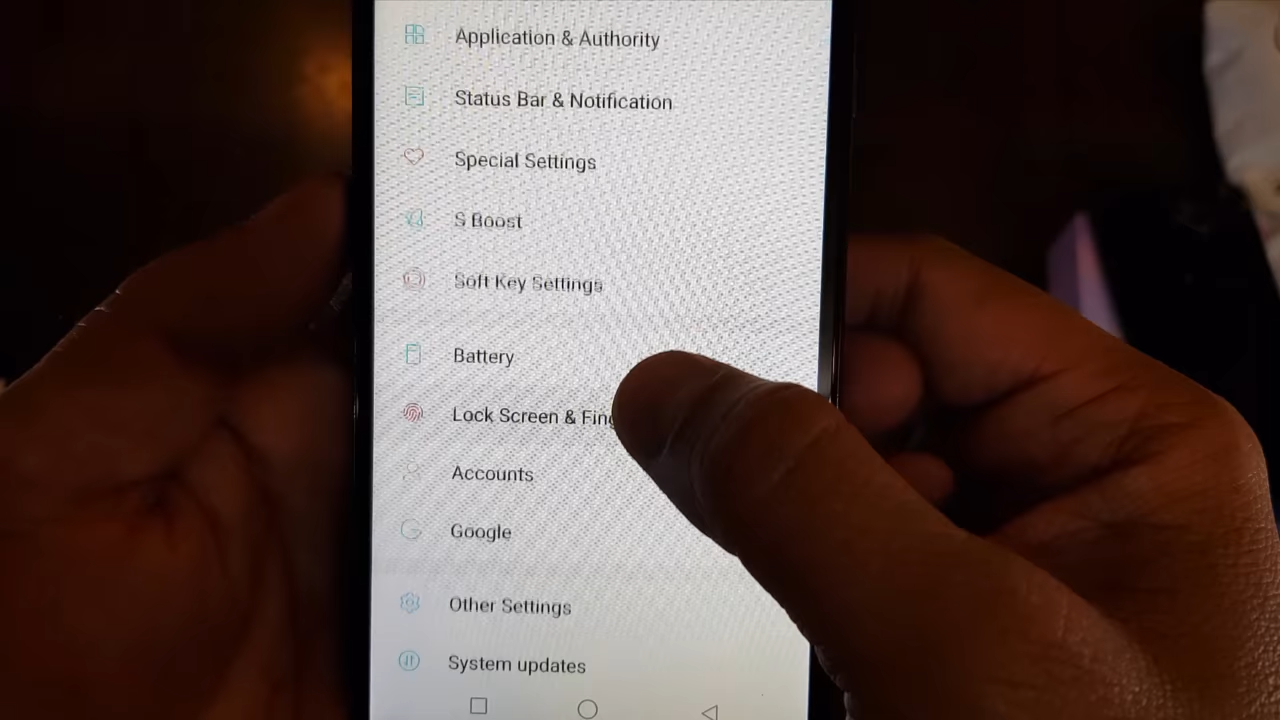 Application & Authority
Status Bar & Notification
Special Settings
S Boost
Soft Key Settings
Battery
Lock Screen &
Accounts
Google
Other Settings
System updates